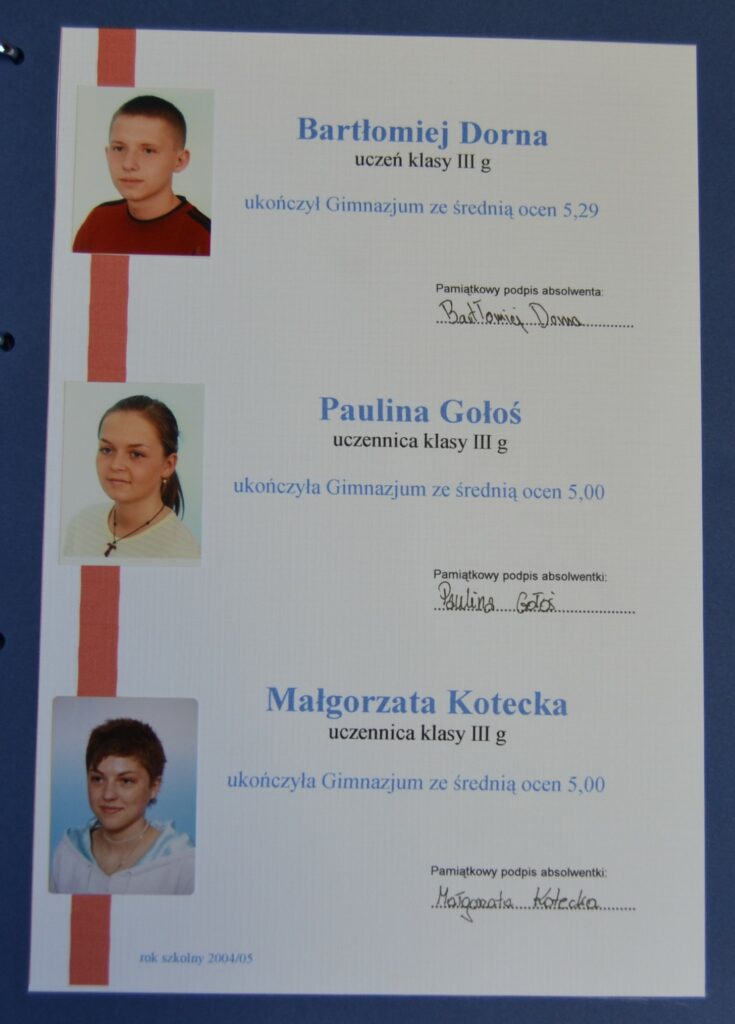 Bartłomiej Dorna
uczeń klasy III g
ukończył Gimnazjum ze średnią ocen 5,29
Pamiątkowy podpis absolwenta:
Bartłomiej Dorna
Paulina Gołoś
uczennica klasy III g
ukończyła Gimnazjum ze średnią ocen 5,00
Pamiątkowy podpis absolwentki:
Paulina Gołoś
Małgorzata Kotecka
uczennica klasy III g
ukończyła Gimnazjum ze średnią ocen 5,00
Pamiątkowy podpis absolwentki:
Małgorzata Kotecka
rok szkolny 2004/05